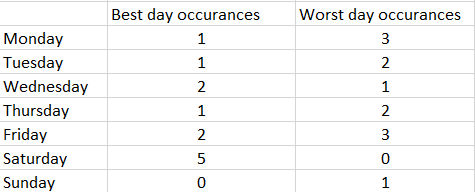 Best day occurances Worst day occurances
Monday 1 3
Tuesday 1 2
Wednesday 2 1
Thursday 1 2
Friday 2 3
Saturday 5 0
Sunday 0 1